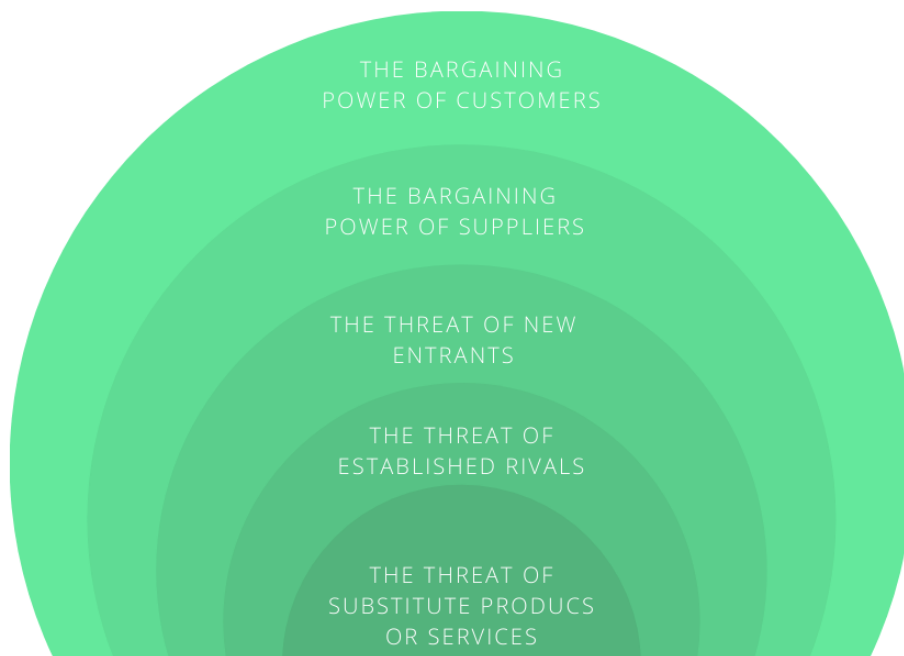 THE BARGAINING
POWER OF CUSTOMERS
THE BARGAINING
POWER OF SUPPLIERS
THE THREAT OF NEW
ENTRANTS
THE THREAT OF
ESTABLISHED RIVALS
THE THREAT OF
SUBSTITUTE PRODUCS
OR SERVICES